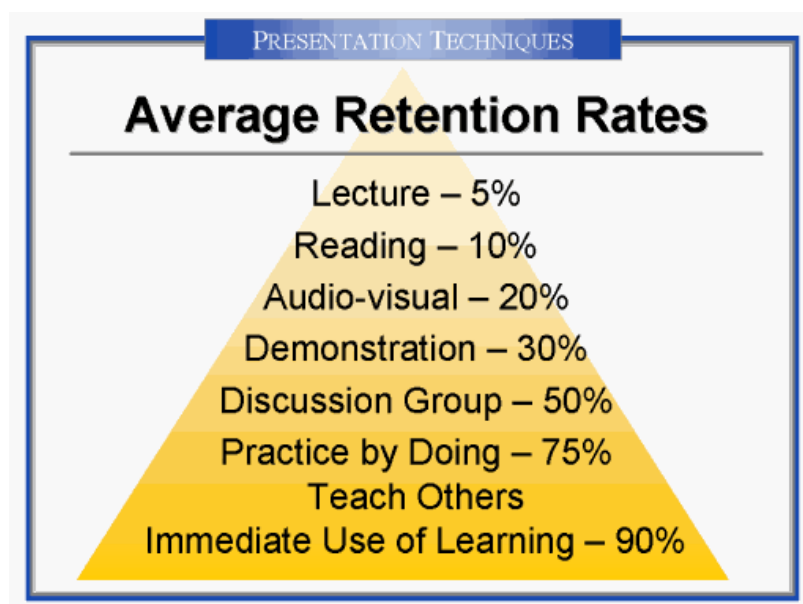 PRESENTATION TECHNIQUES
Average Retention Rates
Lecture – 5%
Reading – 10%
Audio-visual – 20%
Demonstration – 30%
Discussion Group – 50%
Practice by Doing – 75%
Teach Others
Immediate Use of Learning – 90%